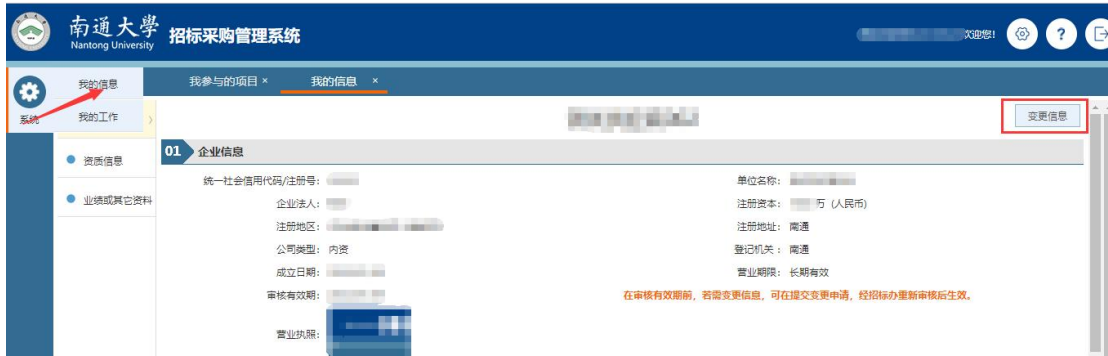 南通大學
Nantong University
招标采购管理系统
欢迎您!
?
我的信息
我参与的项目 ×
我的信息 ×
系统
我的工作
变更信息
01 企业信息
资质信息
业绩或其它资料
统一社会信用代码/注册号:
单位名称:
企业法人:
注册资本: 万 (人民币)
注册地区:
注册地址: 南通
公司类型: 内资
登记机关: 南通
成立日期:
营业期限: 长期有效
审核有效期:
在审核有效期前，若需变更信息，可在提交变更申请，经招标办重新审核后生效。
营业执照: